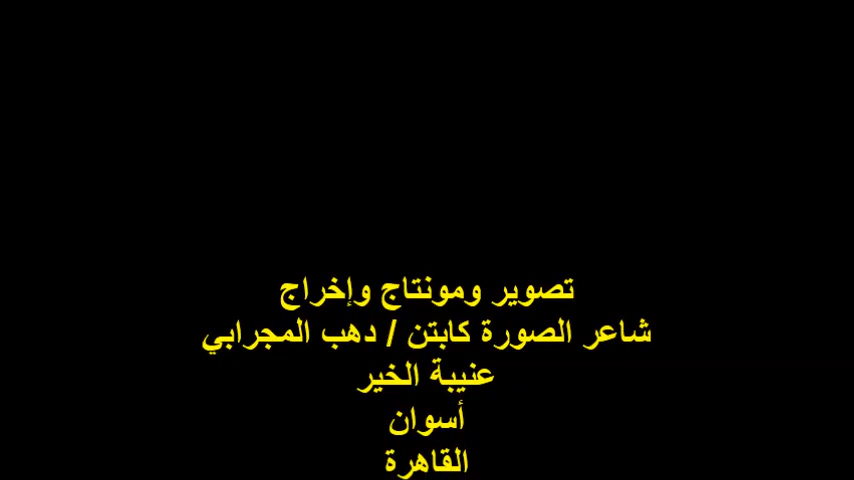 تصوير ومونتاج وإخراج
شاعر الصورة كابتن / دهب المجرابي
عنيبة الخير
أسوان
القاهرة